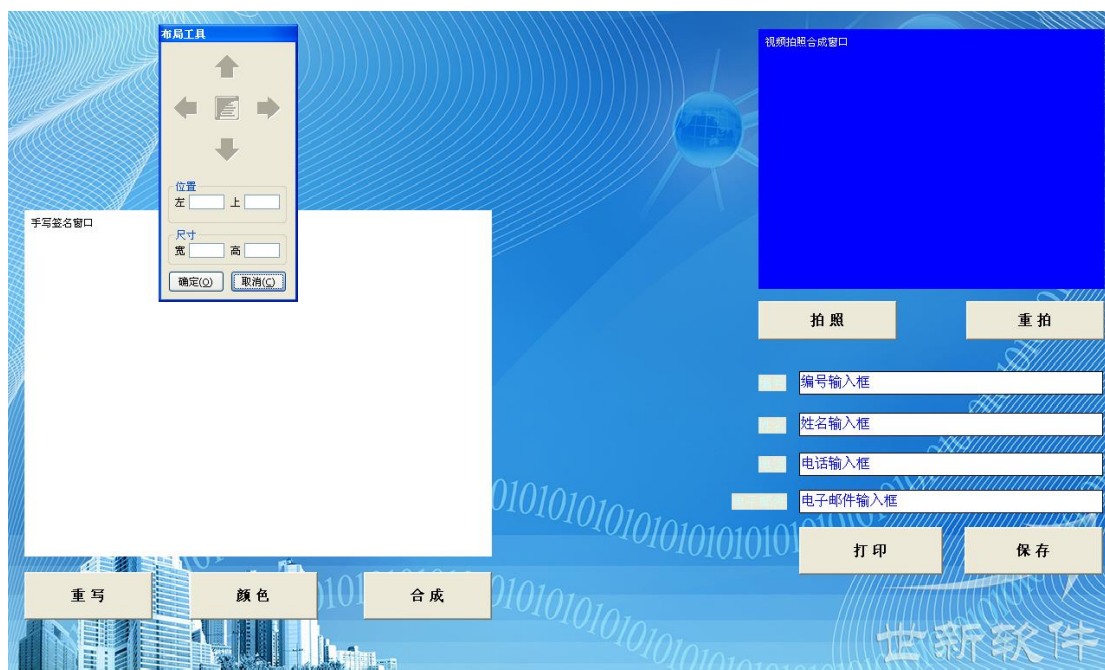 布局工具
位置
左 上
尺寸
宽 高
确定(O) 取消(C)
手写签名窗口
重 写 颜 色 合 成
视频拍照合成窗口
拍 照 重 拍
编号输入框
姓名输入框
电话输入框
电子邮件输入框
打 印 保 存
世新软件